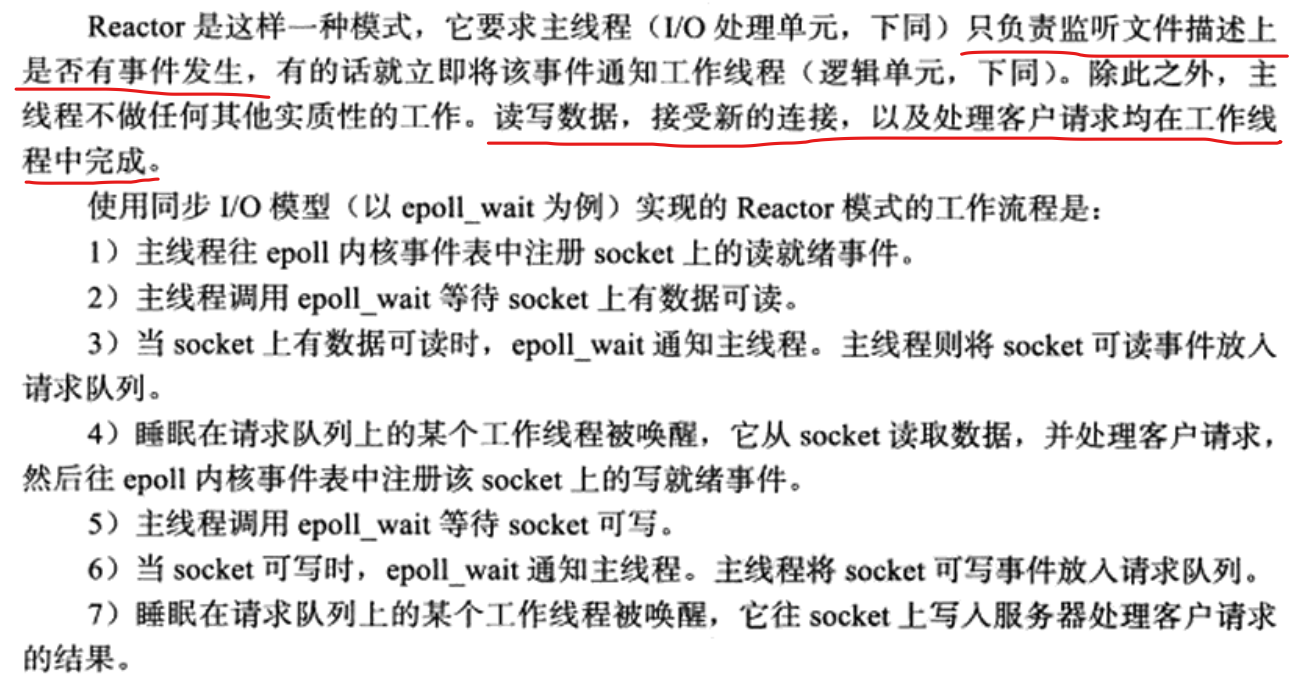 Reactor 是这样一种模式，它要求主线程（I/O 处理单元，下同）只负责监听文件描述上
是否有事件发生，有的话就立即将该事件通知工作线程（逻辑单元，下同）。除此之外，主
线程不做任何其他实质性的工作。读写数据，接受新的连接，以及处理客户请求均在工作线
程中完成。
使用同步 I/O 模型（以 epoll_wait 为例）实现的 Reactor 模式的工作流程是：
1）主线程往 epoll 内核事件表中注册 socket 上的读就绪事件。
2）主线程调用 epoll_wait 等待 socket 上有数据可读。
3）当 socket 上有数据可读时，epoll_wait 通知主线程。主线程则将 socket 可读事件放入
请求队列。
4）睡眠在请求队列上的某个工作线程被唤醒，它从 socket 读取数据，并处理客户请求，
然后往 epoll 内核事件表中注册该 socket 上的写就绪事件。
5）主线程调用 epoll_wait 等待 socket 可写。
6）当 socket 可写时，epoll_wait 通知主线程。主线程将 socket 可写事件放入请求队列。
7）睡眠在请求队列上的某个工作线程被唤醒，它往 socket 上写入服务器处理客户请求
的结果。